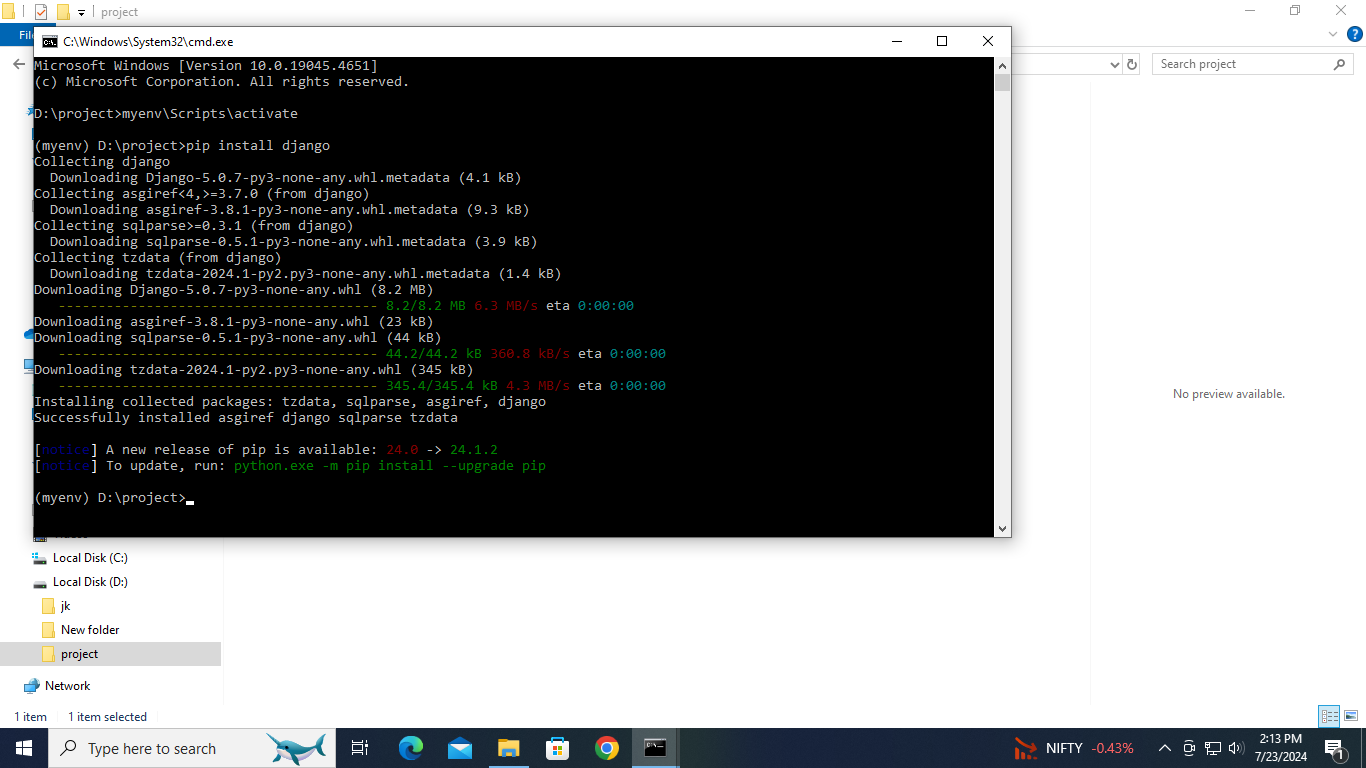 project
Fil
C:\Windows\System32\cmd.exe
Search project
Microsoft Windows [Version 10.0.19045.4651]
(c) Microsoft Corporation. All rights reserved.
D:\project>myenv\Scripts\activate
(myenv) D:\project>pip install django
Collecting django
  Downloading Django-5.0.7-py3-none-any.whl.metadata (4.1 kB)
Collecting asgiref<4,>=3.7.0 (from django)
  Downloading asgiref-3.8.1-py3-none-any.whl.metadata (9.3 kB)
Collecting sqlparse>=0.3.1 (from django)
  Downloading sqlparse-0.5.1-py3-none-any.whl.metadata (3.9 kB)
Collecting tzdata (from django)
  Downloading tzdata-2024.1-py2.py3-none-any.whl.metadata (1.4 kB)
Downloading Django-5.0.7-py3-none-any.whl (8.2 MB)
   ---------------------------------------- 8.2/8.2 MB 6.3 MB/s eta 0:00:00
Downloading asgiref-3.8.1-py3-none-any.whl (23 kB)
Downloading sqlparse-0.5.1-py3-none-any.whl (44 kB)
   ---------------------------------------- 44.2/44.2 kB 360.8 kB/s eta 0:00:00
Downloading tzdata-2024.1-py2.py3-none-any.whl (345 kB)
   ---------------------------------------- 345.4/345.4 kB 4.3 MB/s eta 0:00:00
Installing collected packages: tzdata, sqlparse, asgiref, django
Successfully installed asgiref django sqlparse tzdata
[notice] A new release of pip is available: 24.0 -> 24.1.2
[notice] To update, run: python.exe -m pip install --upgrade pip
(myenv) D:\project>
No preview available.
Local Disk (C:)
Local Disk (D:)
jk
New folder
project
Network
1 item
1 item selected
Type here to search
NIFTY -0.43%
2:13 PM
7/23/2024
1